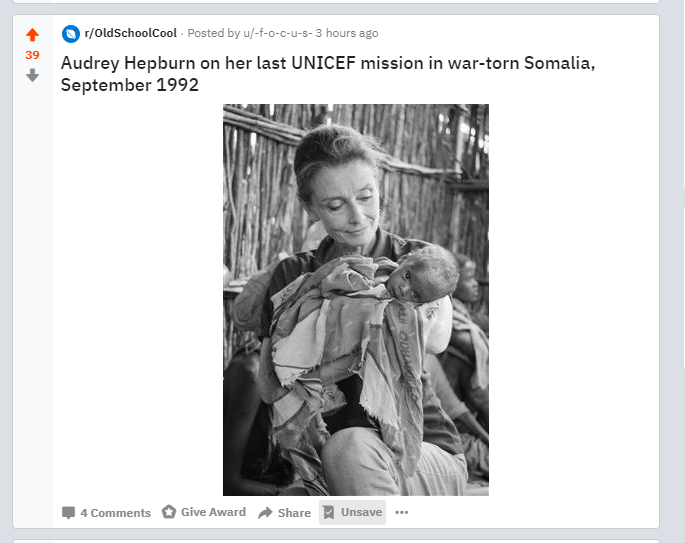 r/OldSchoolCool · Posted by u/-f-o-c-u-s- 3 hours ago
39
Audrey Hepburn on her last UNICEF mission in war-torn Somalia,
September 1992
4 Comments Give Award Share Unsave ···